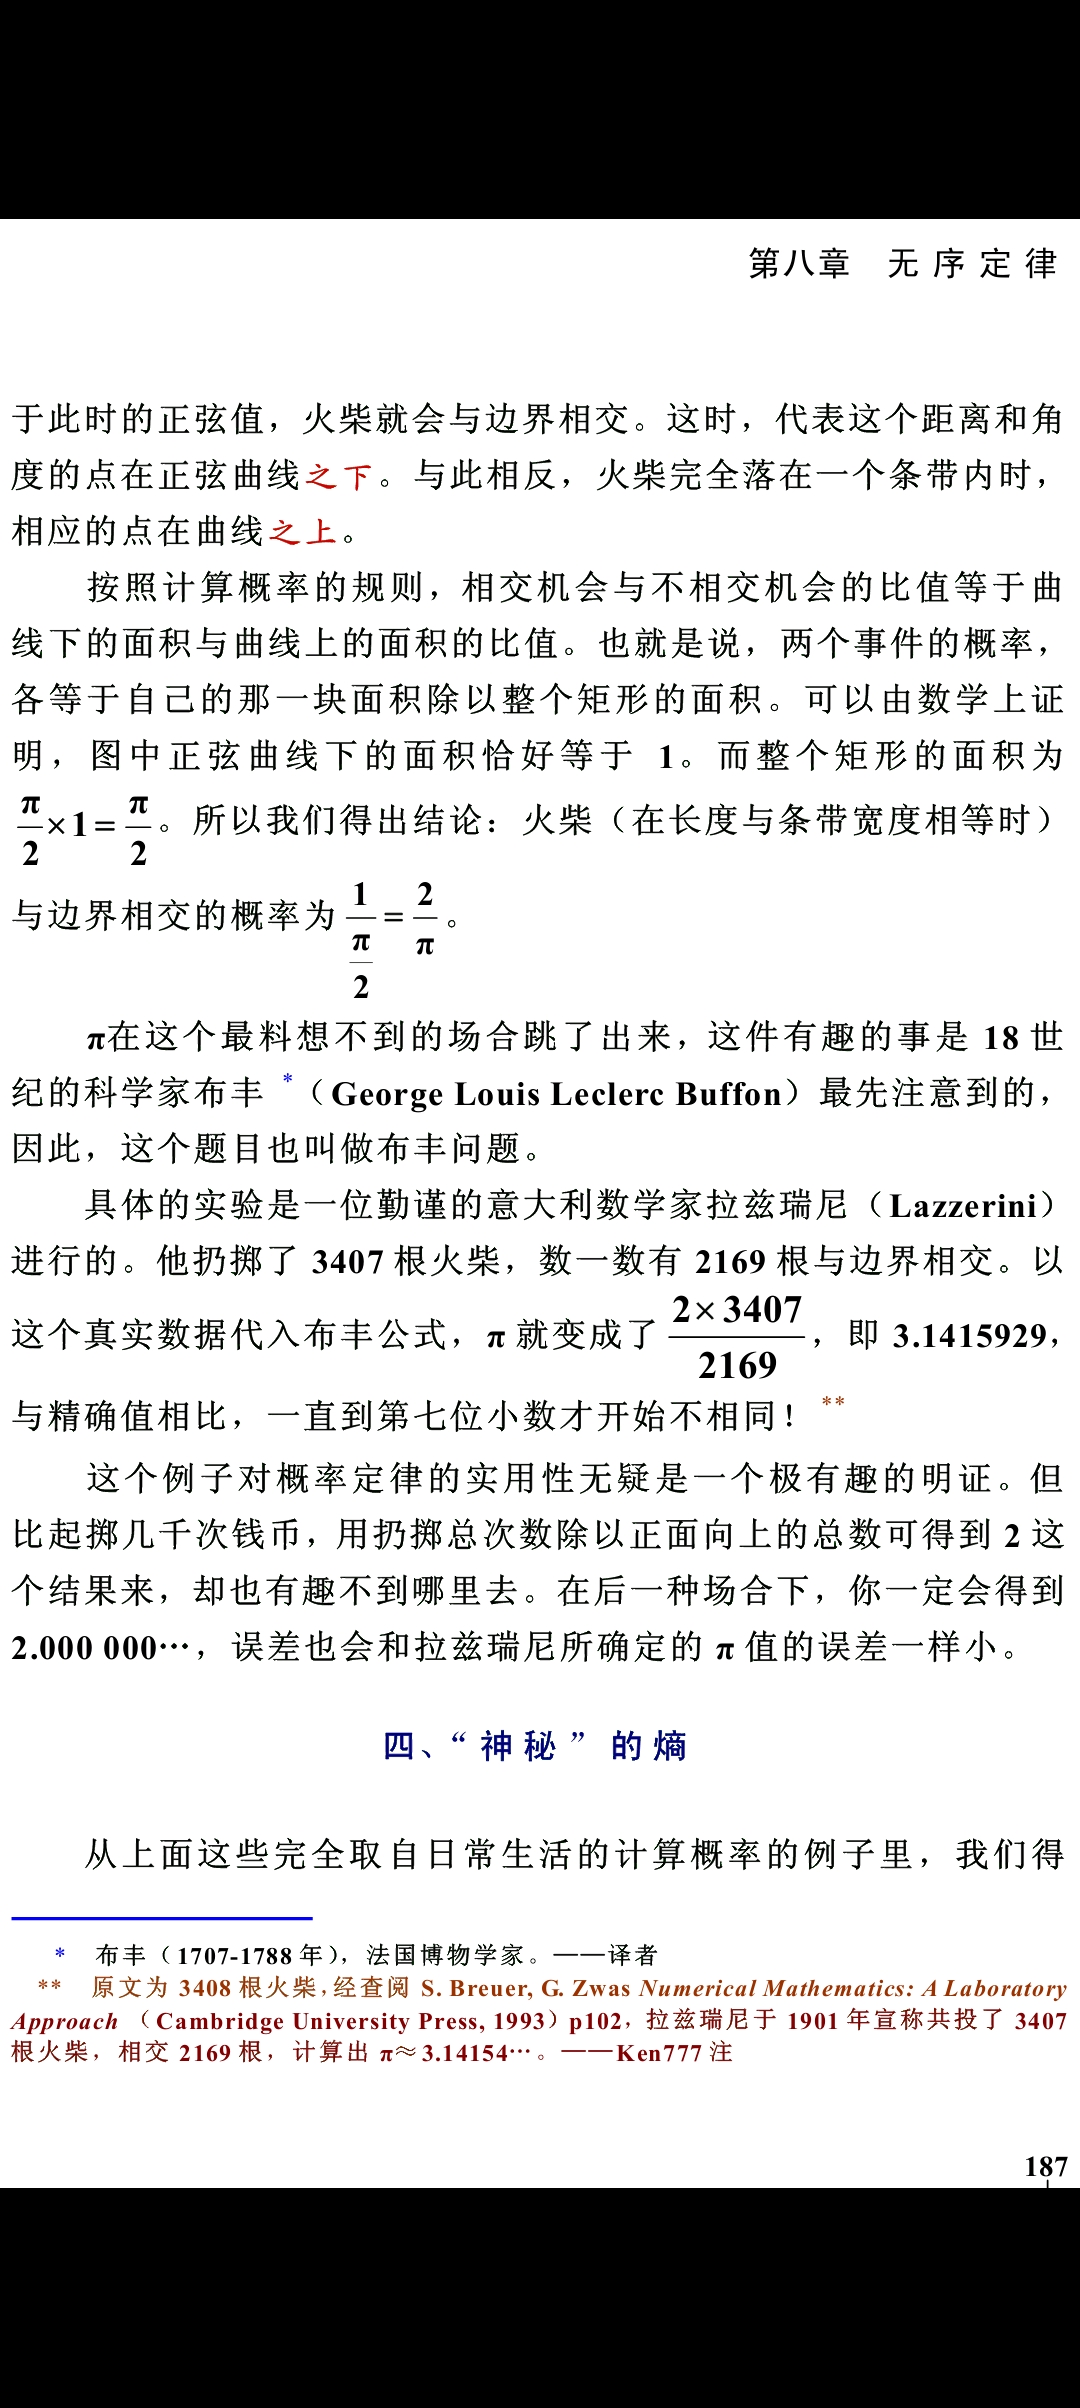 第八章 无序定律
于此时的正弦值，火柴就会与边界相交。这时，代表这个距离和角
度的点在正弦曲线之下。与此相反，火柴完全落在一个条带内时，
相应的点在曲线之上。
按照计算概率的规则，相交机会与不相交机会的比值等于曲
线下的面积与曲线上的面积的比值。也就是说，两个事件的概率，
各等于自己的那一块面积除以整个矩形的面积。可以由数学上证
明，图中正弦曲线下的面积恰好等于 1。而整个矩形的面积为
π/2×1=π/2。所以我们得出结论：火柴（在长度与条带宽度相等时）
与边界相交的概率为 1/(π/2)=2/π。
π在这个最料想不到的场合跳了出来，这件有趣的事是 18 世
纪的科学家布丰 *（George Louis Leclerc Buffon）最先注意到的，
因此，这个题目也叫做布丰问题。
具体的实验是一位勤谨的意大利数学家拉兹瑞尼（Lazzerini）
进行的。他扔掷了 3407 根火柴，数一数有 2169 根与边界相交。以
这个真实数据代入布丰公式，π 就变成了 2×3407/2169，即 3.1415929，
与精确值相比，一直到第七位小数才开始不相同！**
这个例子对概率定律的实用性无疑是一个极有趣的明证。但
比起掷几千次钱币，用扔掷总次数除以正面向上的总数可得到 2 这
个结果来，却也有趣不到哪里去。在后一种场合下，你一定会得到
2.000 000…，误差也会和拉兹瑞尼所确定的 π 值的误差一样小。
四、“神秘”的熵
从上面这些完全取自日常生活的计算概率的例子里，我们得
* 布丰（1707-1788 年），法国博物学家。——译者
** 原文为 3408 根火柴，经查阅 S. Breuer, G. Zwas Numerical Mathematics: A Laboratory
Approach （Cambridge University Press, 1993）p102，拉兹瑞尼于 1901 年宣称共投了 3407
根火柴，相交 2169 根，计算出 π≈3.14154…。——Ken777 注
187